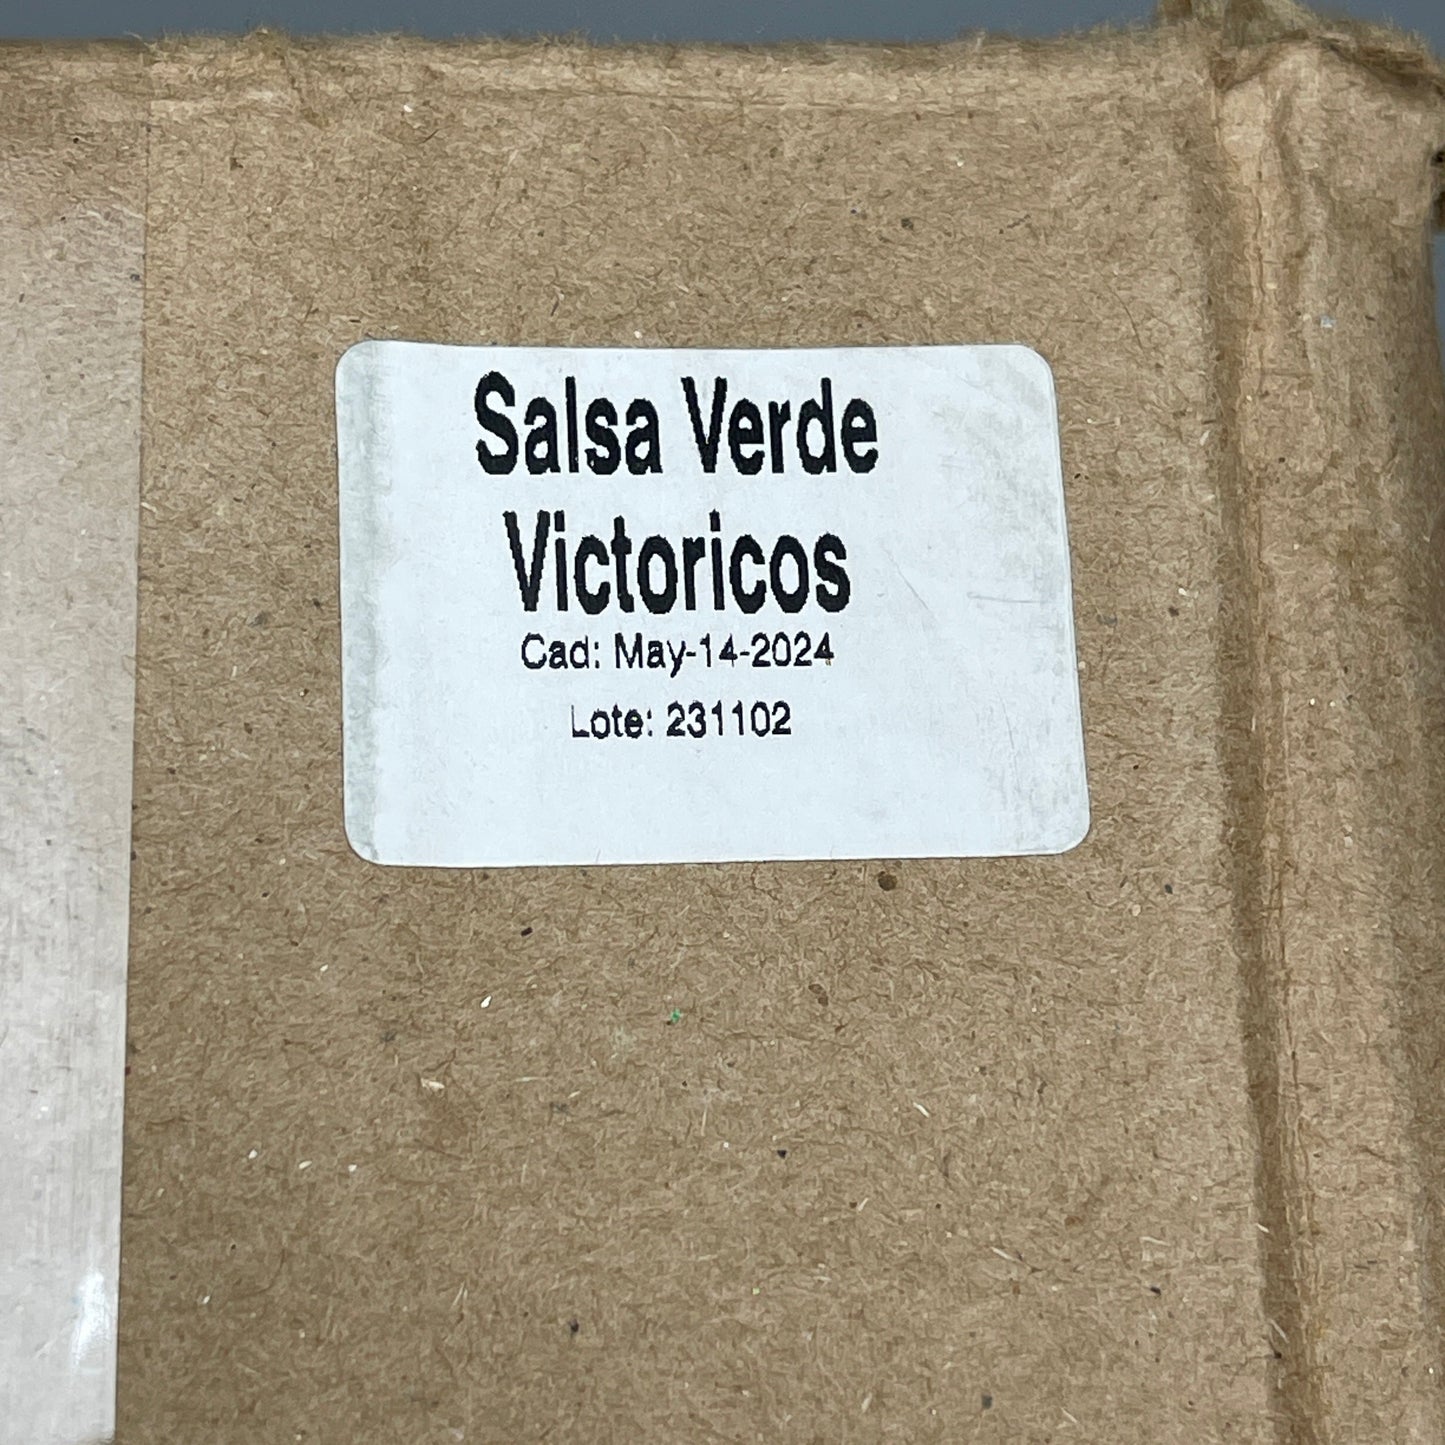 Salsa Verde
Victoricos
Cad: May-14-2024
Lote: 231102